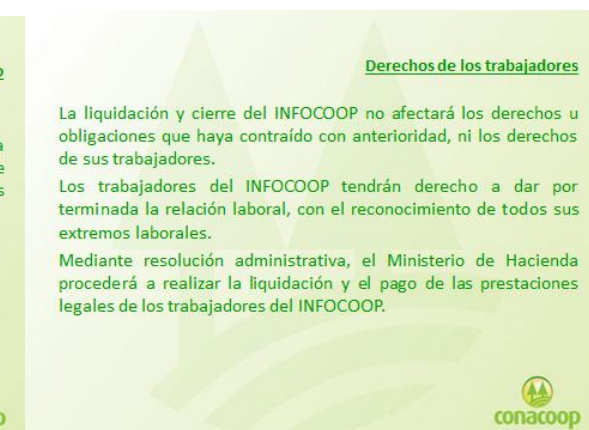 Derechos de los trabajadores
La liquidación y cierre del INFOCOOP no afectará los derechos u
obligaciones que haya contraído con anterioridad, ni los derechos
de sus trabajadores.
Los trabajadores del INFOCOOP tendrán derecho a dar por
terminada la relación laboral, con el reconocimiento de todos sus
extremos laborales.
Mediante resolución administrativa, el Ministerio de Hacienda
procederá a realizar la liquidación y el pago de las prestaciones
legales de los trabajadores del INFOCOOP.
conacoop